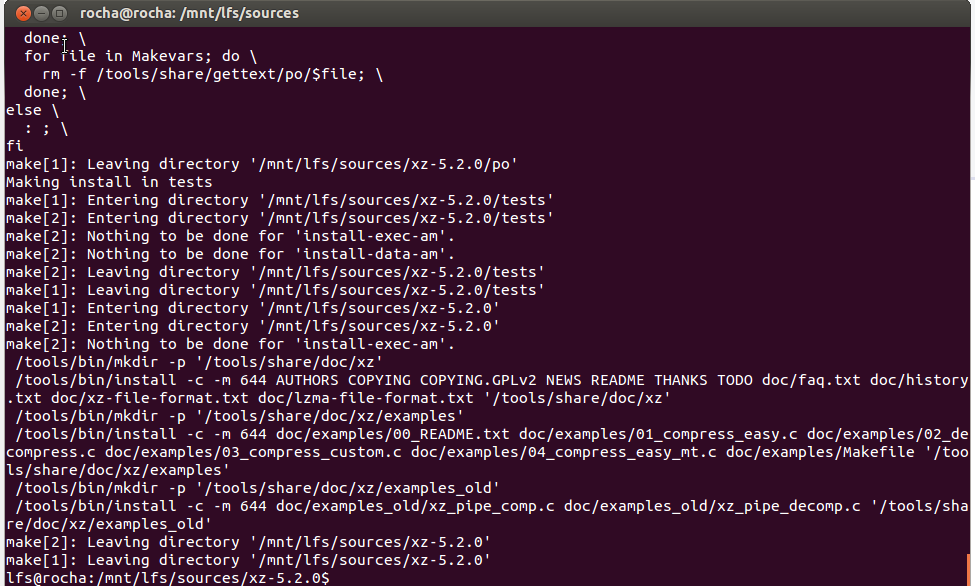 rocha@rocha: /mnt/lfs/sources
  done; \
  for file in Makevars; do \
    rm -f /tools/share/gettext/po/$file; \
  done; \
else \
  : ; \
fi
make[1]: Leaving directory '/mnt/lfs/sources/xz-5.2.0/po'
Making install in tests
make[1]: Entering directory '/mnt/lfs/sources/xz-5.2.0/tests'
make[2]: Entering directory '/mnt/lfs/sources/xz-5.2.0/tests'
make[2]: Nothing to be done for 'install-exec-am'.
make[2]: Nothing to be done for 'install-data-am'.
make[2]: Leaving directory '/mnt/lfs/sources/xz-5.2.0/tests'
make[1]: Leaving directory '/mnt/lfs/sources/xz-5.2.0/tests'
make[1]: Entering directory '/mnt/lfs/sources/xz-5.2.0'
make[2]: Entering directory '/mnt/lfs/sources/xz-5.2.0'
make[2]: Nothing to be done for 'install-exec-am'.
 /tools/bin/mkdir -p '/tools/share/doc/xz'
 /tools/bin/install -c -m 644 AUTHORS COPYING COPYING.GPLv2 NEWS README THANKS TODO doc/faq.txt doc/history
.txt doc/xz-file-format.txt doc/lzma-file-format.txt '/tools/share/doc/xz'
 /tools/bin/mkdir -p '/tools/share/doc/xz/examples'
 /tools/bin/install -c -m 644 doc/examples/00_README.txt doc/examples/01_compress_easy.c doc/examples/02_de
compress.c doc/examples/03_compress_custom.c doc/examples/04_compress_easy_mt.c doc/examples/Makefile '/too
ls/share/doc/xz/examples'
 /tools/bin/mkdir -p '/tools/share/doc/xz/examples_old'
 /tools/bin/install -c -m 644 doc/examples_old/xz_pipe_comp.c doc/examples_old/xz_pipe_decomp.c '/tools/sha
re/doc/xz/examples_old'
make[2]: Leaving directory '/mnt/lfs/sources/xz-5.2.0'
make[1]: Leaving directory '/mnt/lfs/sources/xz-5.2.0'
lfs@rocha:/mnt/lfs/sources/xz-5.2.0$